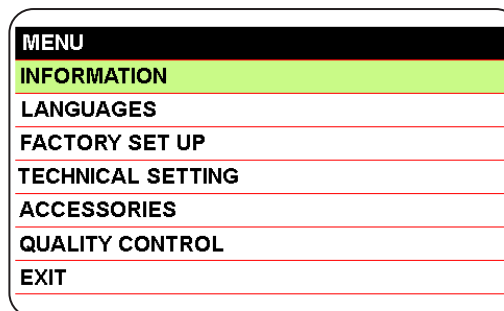 MENU
INFORMATION
LANGUAGES
FACTORY SET UP
TECHNICAL SETTING
ACCESSORIES
QUALITY CONTROL
EXIT